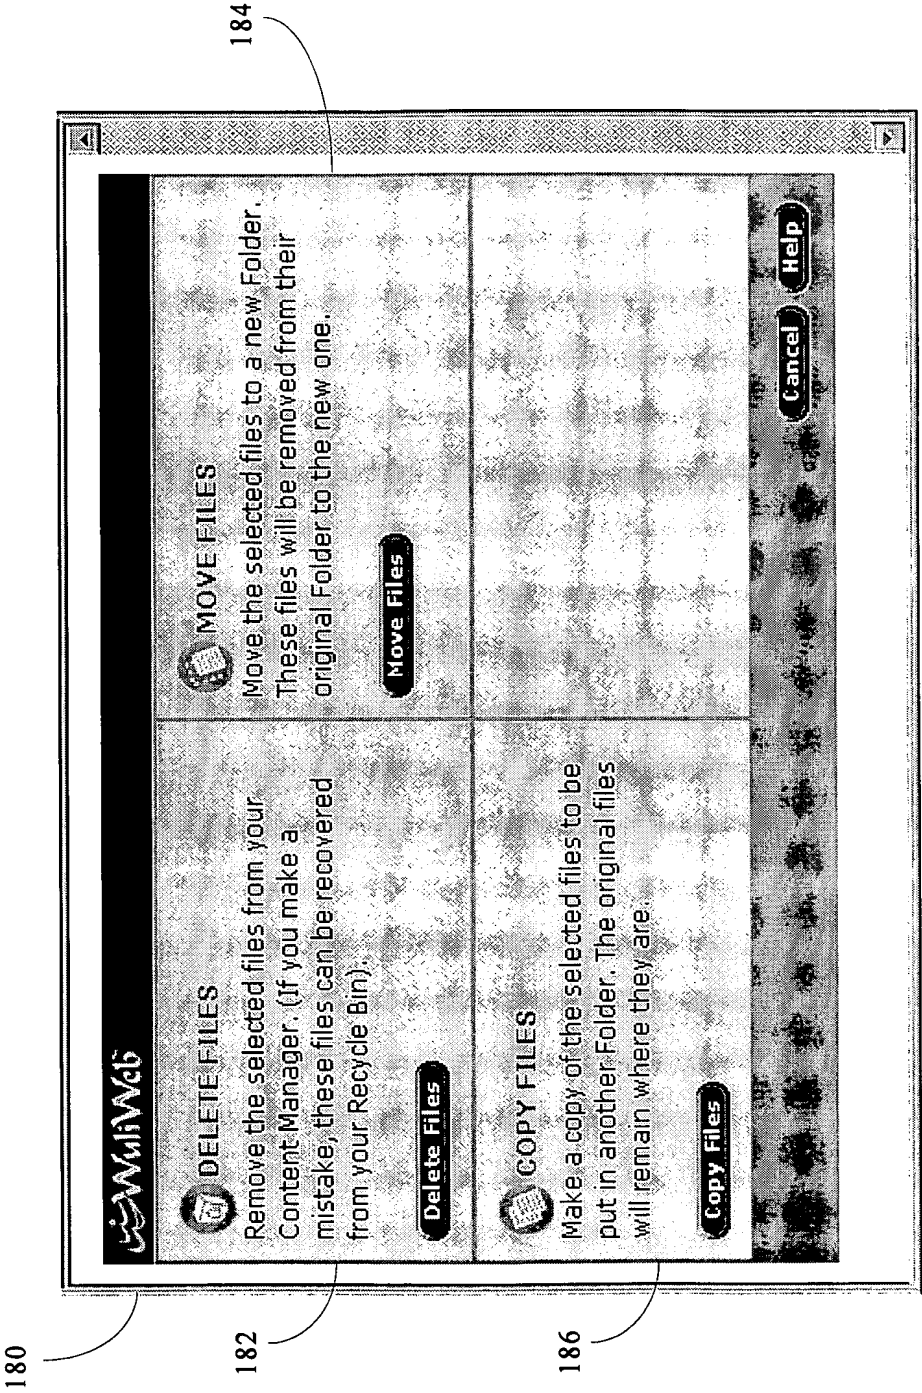 180
WuliWeb
182
DELETE FILES
Remove the selected files from your
Content Manager. (If you make a
mistake, these files can be recovered
from your Recycle Bin).
Delete Files
184
MOVE FILES
Move the selected files to a new Folder.
These files will be removed from their
original Folder to the new one.
Move Files
186
COPY FILES
Make a copy of the selected files to be
put in another Folder. The original files
will remain where they are.
Copy Files
Cancel
Help